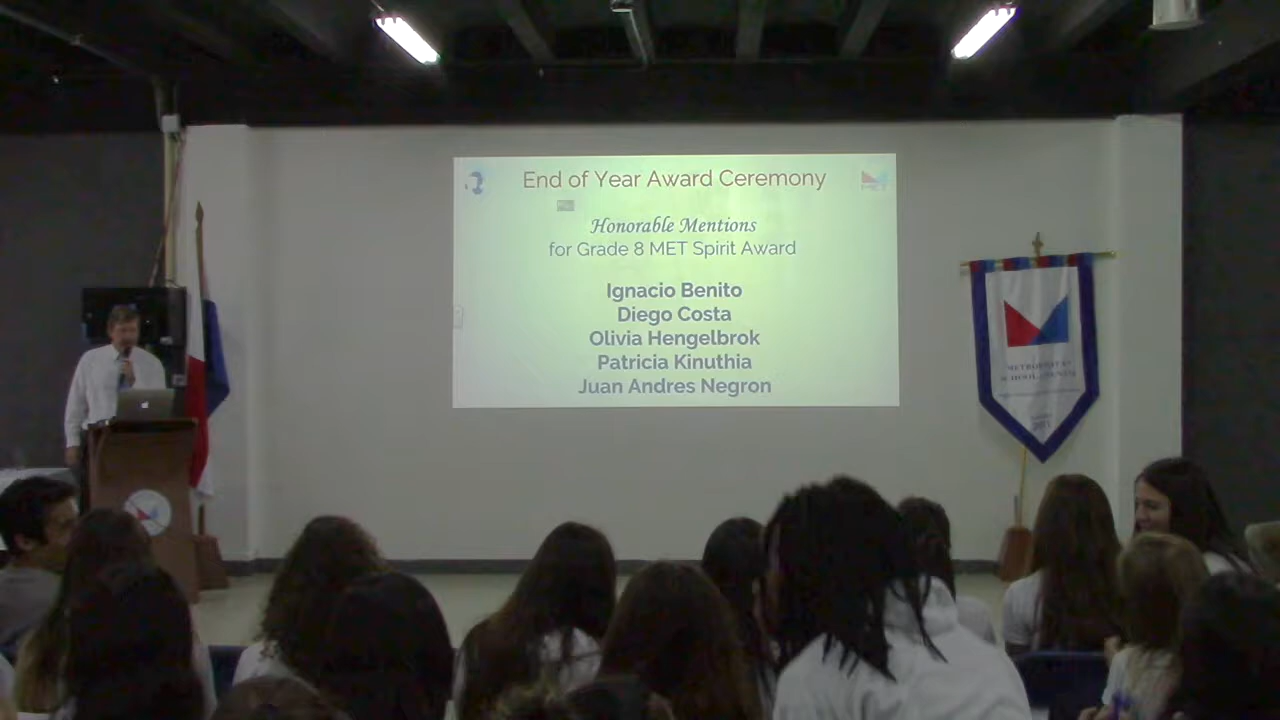 End of Year Award Ceremony
MET
Honorable Mentions
for Grade 8 MET Spirit Award
Ignacio Benito
Diego Costa
Olivia Hengelbrok
Patricia Kinuthia
Juan Andres Negron